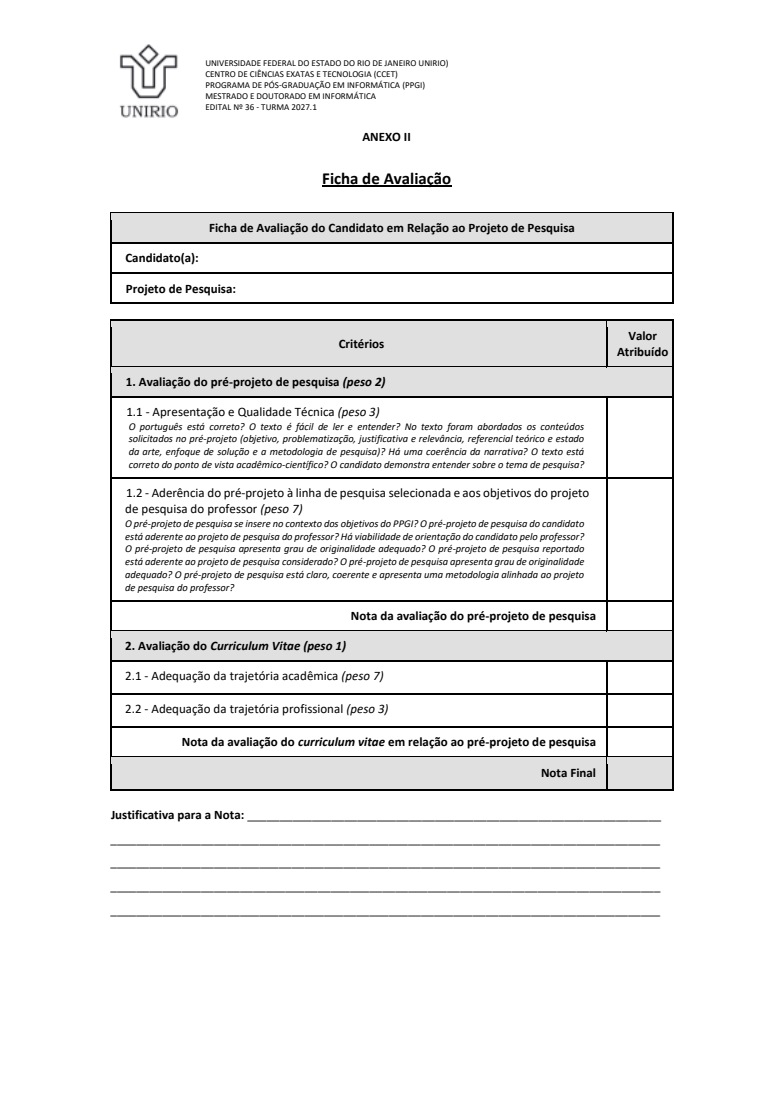 UNIRIO
UNIVERSIDADE FEDERAL DO ESTADO DO RIO DE JANEIRO UNIRIO)
CENTRO DE CIÊNCIAS EXATAS E TECNOLOGIA (CCET)
PROGRAMA DE PÓS-GRADUAÇÃO EM INFORMÁTICA (PPGI)
MESTRADO E DOUTORADO EM INFORMÁTICA
EDITAL Nº 36 - TURMA 2027.1
ANEXO II
Ficha de Avaliação
Ficha de Avaliação do Candidato em Relação ao Projeto de Pesquisa
Candidato(a):
Projeto de Pesquisa:
Critérios
Valor
Atribuído
1. Avaliação do pré-projeto de pesquisa (peso 2)
1.1 - Apresentação e Qualidade Técnica (peso 3)
O português está correto? O texto é fácil de ler e entender? No texto foram abordados os conteúdos
solicitados no pré-projeto (objetivo, problematização, justificativa e relevância, referencial teórico e estado
da arte, enfoque de solução e a metodologia de pesquisa)? Há uma coerência da narrativa? O texto está
correto do ponto de vista acadêmico-científico? O candidato demonstra entender sobre o tema de pesquisa?
1.2 - Aderência do pré-projeto à linha de pesquisa selecionada e aos objetivos do projeto
de pesquisa do professor (peso 7)
O pré-projeto de pesquisa se insere no contexto dos objetivos do PPGI? O pré-projeto de pesquisa do candidato
está aderente ao projeto de pesquisa do professor? Há viabilidade de orientação do candidato pelo professor?
O pré-projeto de pesquisa apresenta grau de originalidade adequado? O pré-projeto de pesquisa reportado
está aderente ao projeto de pesquisa considerado? O pré-projeto de pesquisa apresenta grau de originalidade
adequado? O pré-projeto de pesquisa está claro, coerente e apresenta uma metodologia alinhada ao projeto
de pesquisa do professor?
Nota da avaliação do pré-projeto de pesquisa
2. Avaliação do Curriculum Vitae (peso 1)
2.1 - Adequação da trajetória acadêmica (peso 7)
2.2 - Adequação da trajetória profissional (peso 3)
Nota da avaliação do curriculum vitae em relação ao pré-projeto de pesquisa
Nota Final
Justificativa para a Nota: ______________________________________________________________